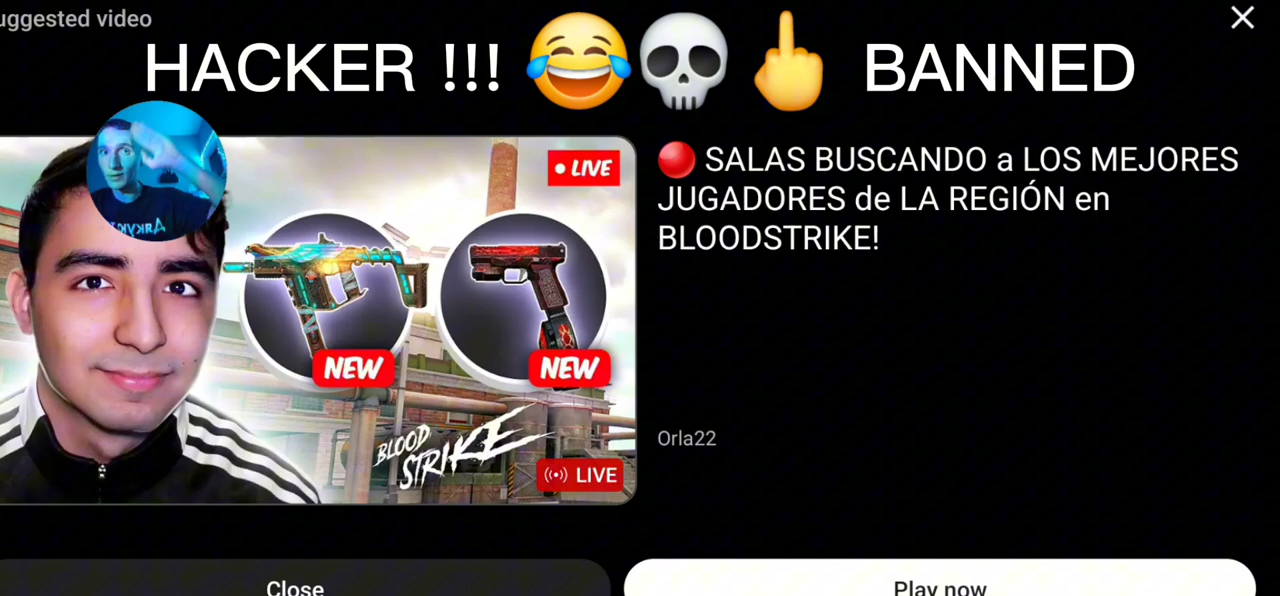 uggested video
HACKER !!! 😂💀🖕 BANNED
LIVE
🔴 SALAS BUSCANDO a LOS MEJORES
JUGADORES de LA REGIÓN en
BLOODSTRIKE!
NEW
NEW
BLOOD
STRIKE
LIVE
Orla22
Close
Play now